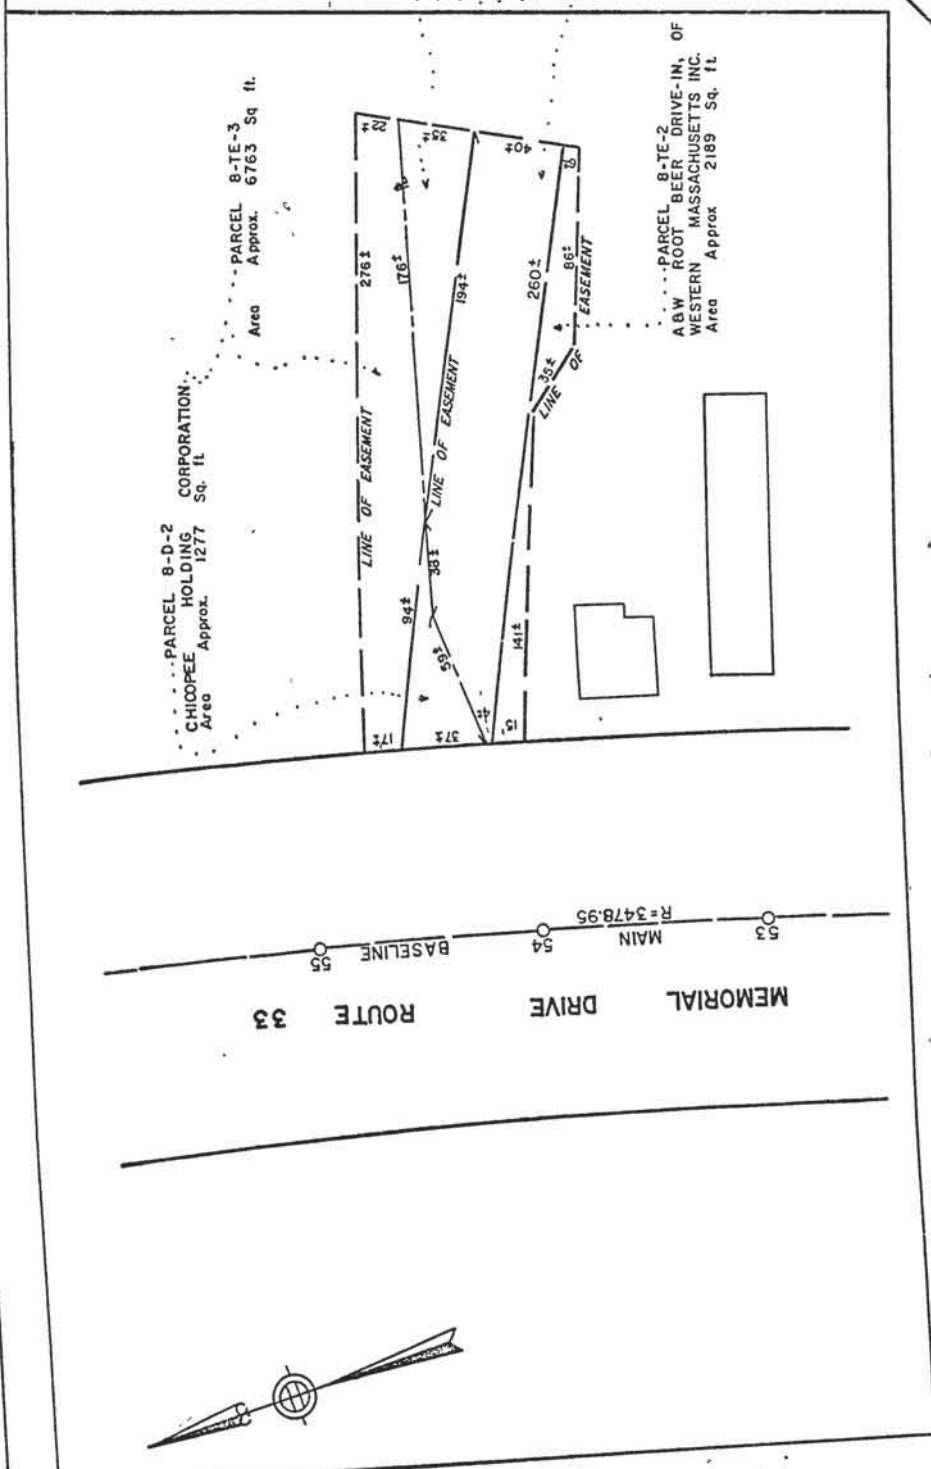 PARCEL 8-TE-3
Area Approx. 6763 Sq ft.
PARCEL 8-D-2
CHICOPEE HOLDING CORPORATION
Area Approx. 1277 Sq. ft
PARCEL 8-TE-2
A&W ROOT BEER DRIVE-IN, OF
WESTERN MASSACHUSETTS INC.
Area Approx 2189 Sq. ft
22±
40±
276±
176±
194±
260±
86±
LINE OF EASEMENT
LINE OF EASEMENT
LINE OF EASEMENT
35±
94±
38±
59±
141±
17'±
37±
4±
15'
55
BASELINE
54
MAIN
R=3478.95
53
MEMORIAL DRIVE ROUTE 33